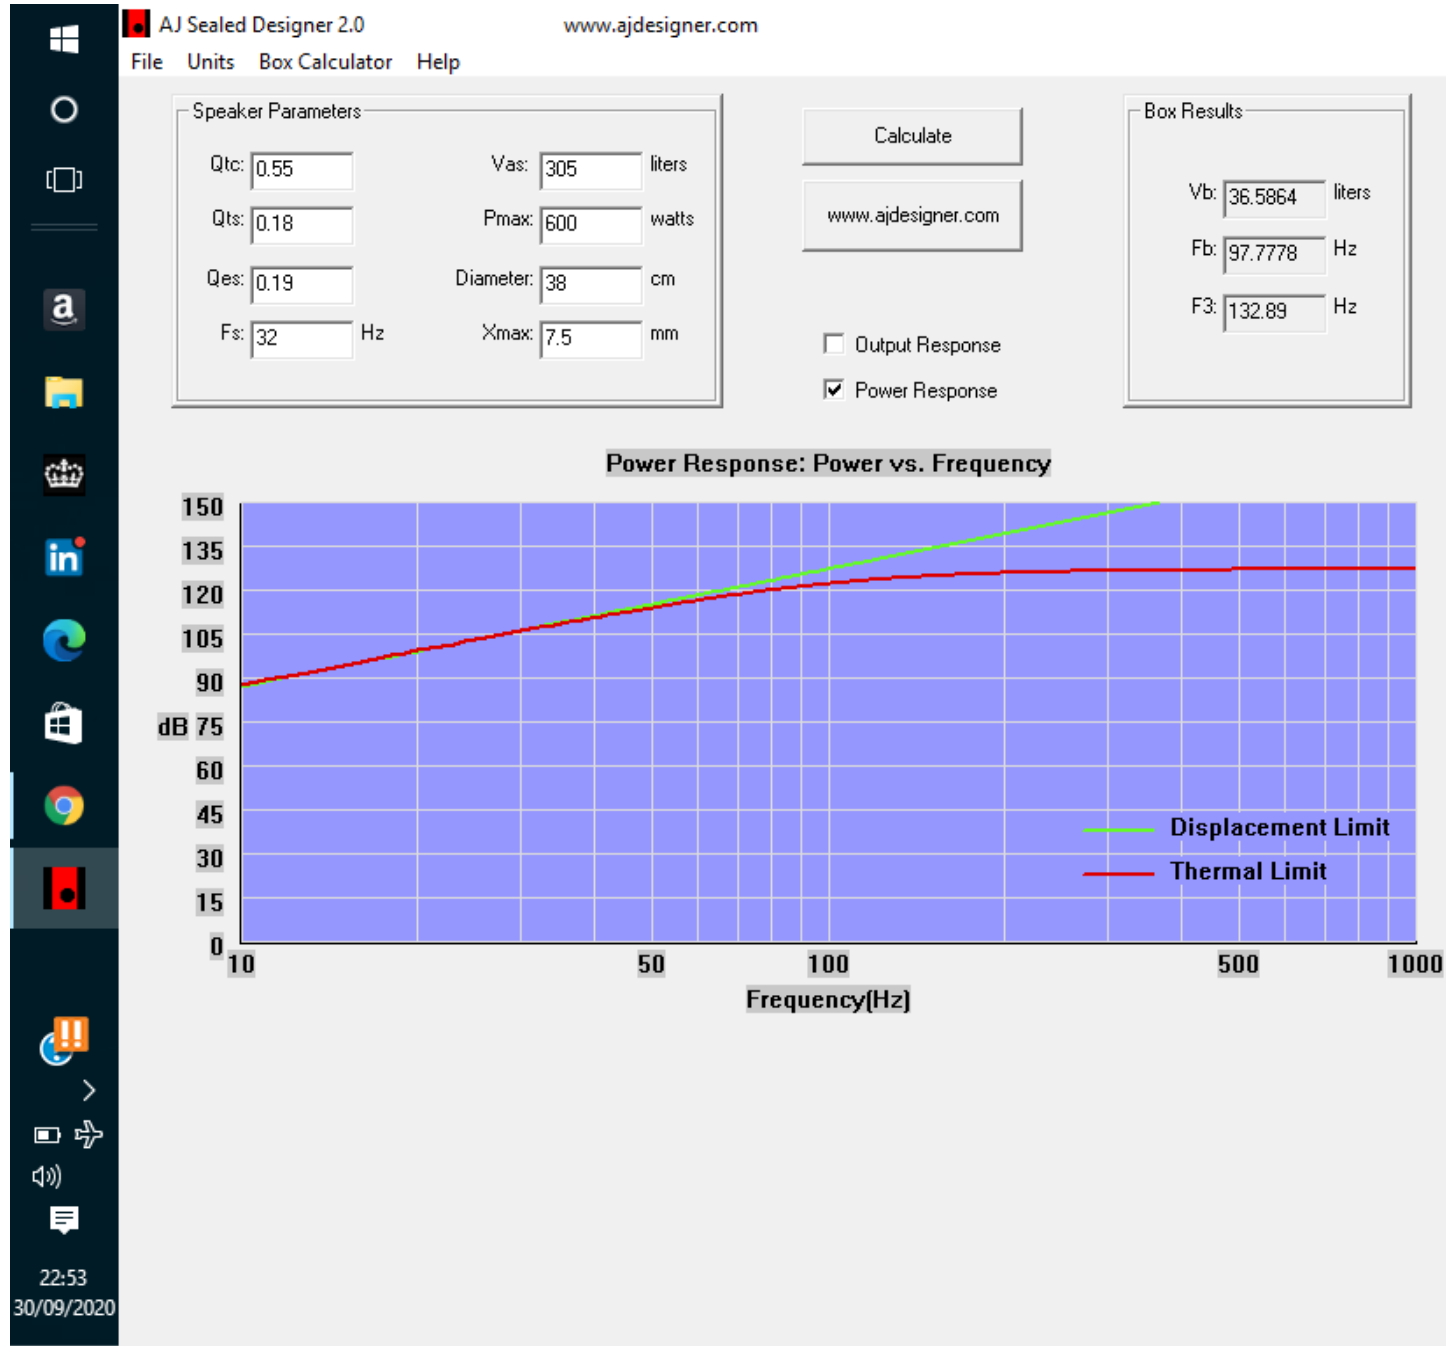 AJ Sealed Designer 2.0 www.ajdesigner.com
File Units Box Calculator Help
Speaker Parameters
Qtc: 0.55 Vas: 305 liters
Qts: 0.18 Pmax: 600 watts
Qes: 0.19 Diameter: 38 cm
Fs: 32 Hz Xmax: 7.5 mm
Calculate
www.ajdesigner.com
Output Response
Power Response
Box Results
Vb: 36.5864 liters
Fb: 97.7778 Hz
F3: 132.89 Hz
Power Response: Power vs. Frequency
150
135
120
105
90
dB 75
60
45
30
15
0
Displacement Limit
Thermal Limit
10 50 100 500 1000
Frequency(Hz)
a
in
!!
22:53
30/09/2020